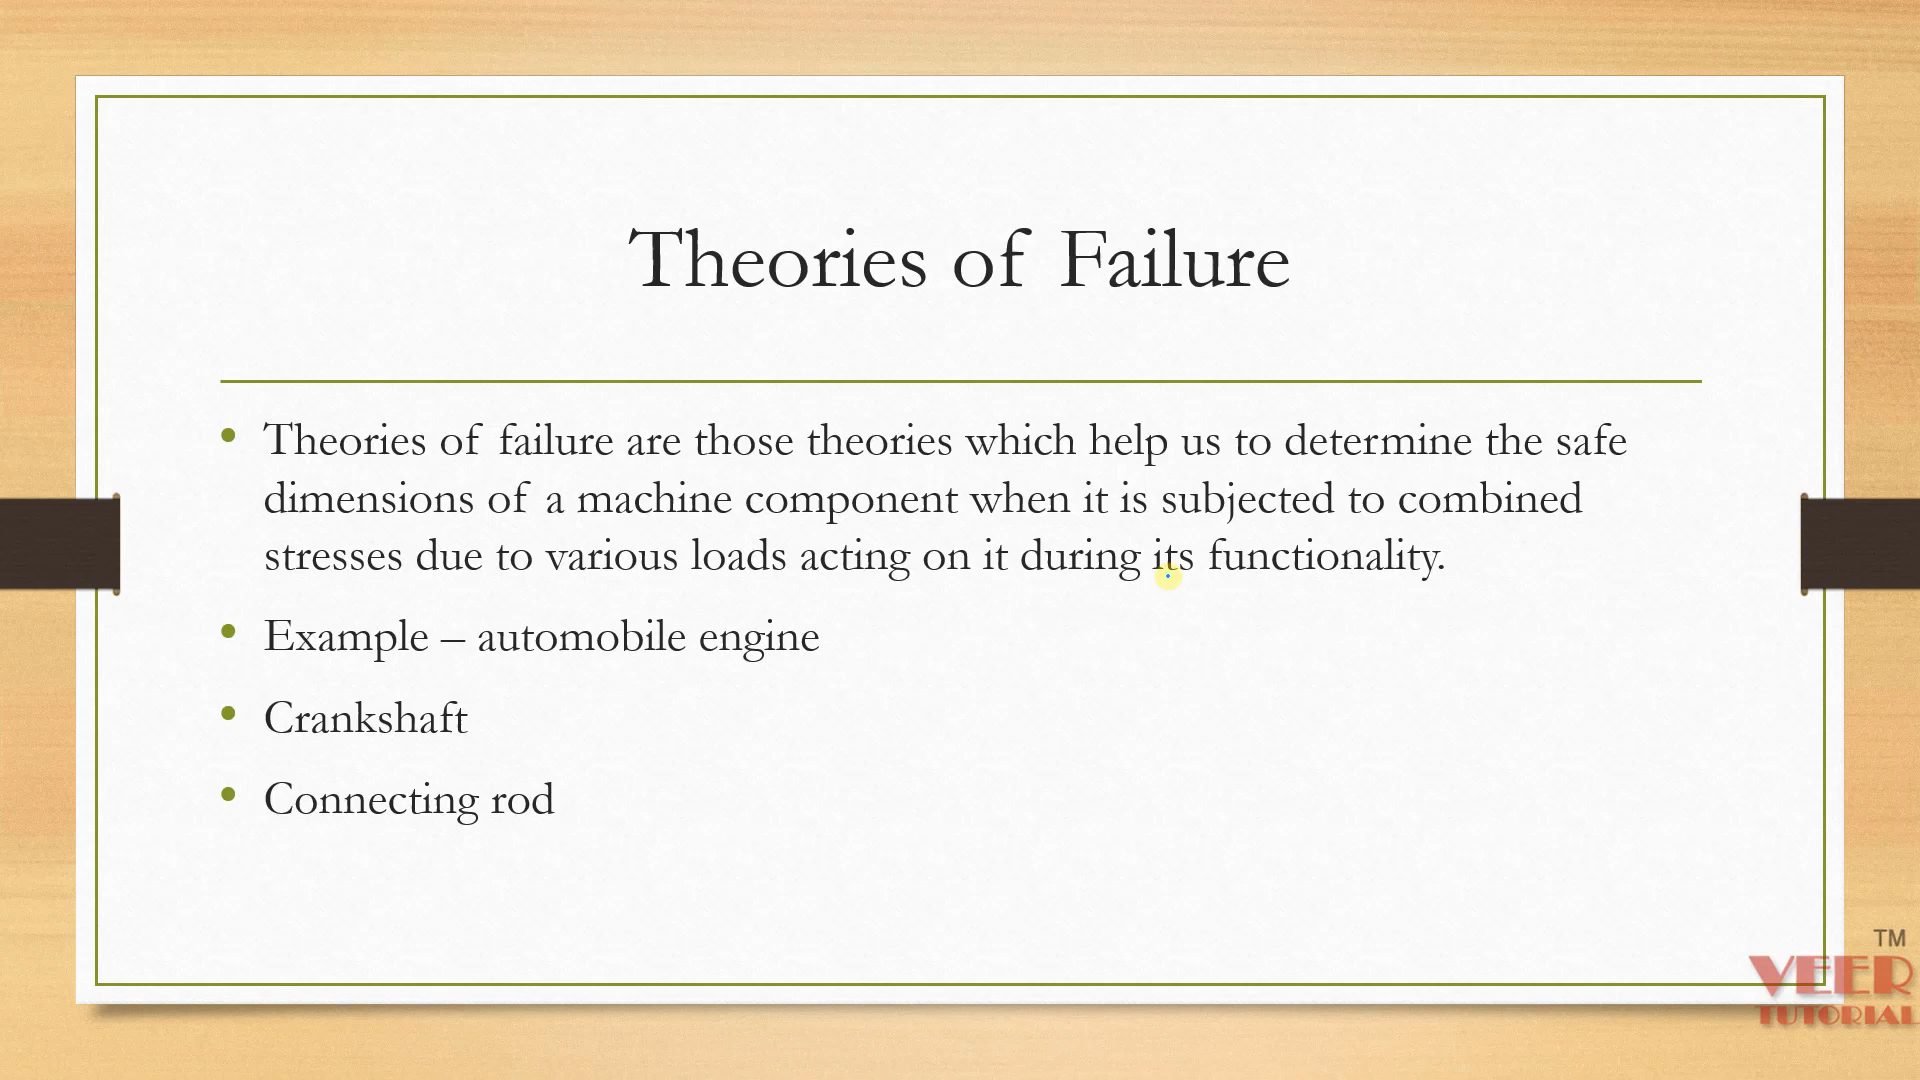 Theories of Failure
• Theories of failure are those theories which help us to determine the safe
dimensions of a machine component when it is subjected to combined
stresses due to various loads acting on it during its functionality.
• Example – automobile engine
• Crankshaft
• Connecting rod
TM
VEER
TUTORIAL